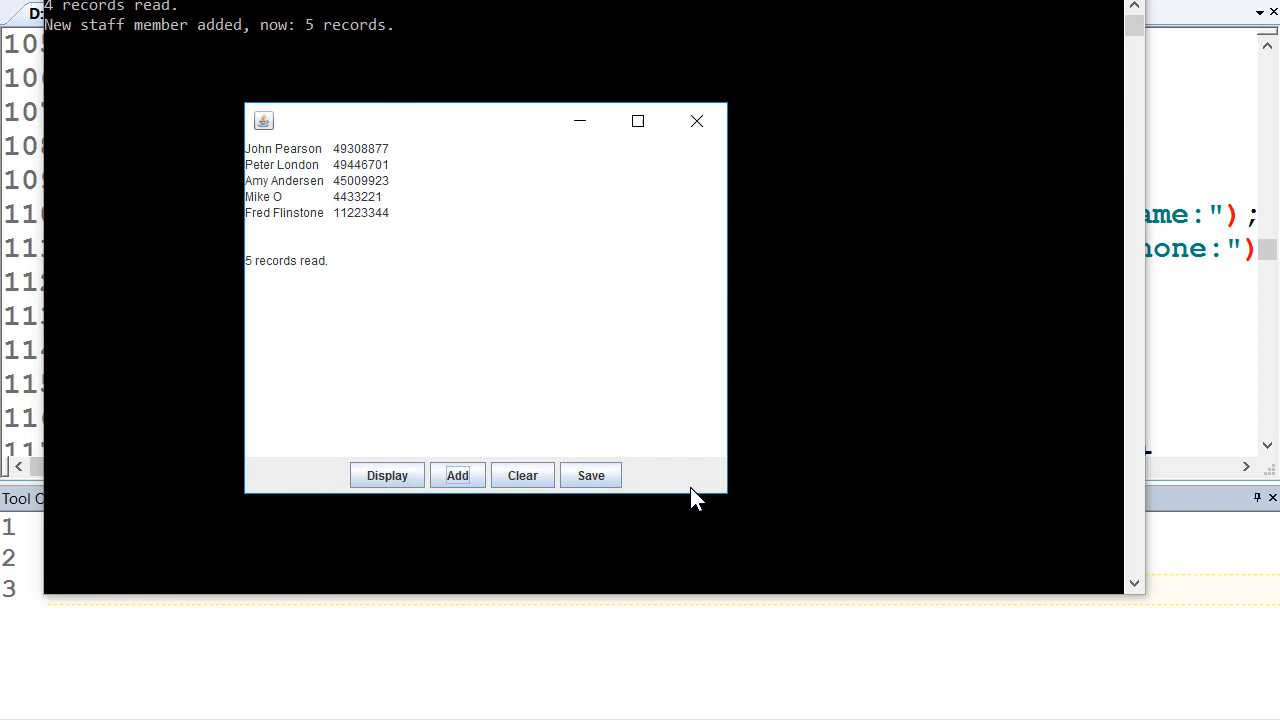 4 records read.
D:
New staff member added, now: 5 records.
John Pearson 49308877
Peter London 49446701
Amy Andersen 45009923
Mike O 4433221
Fred Flinstone 11223344
5 records read.
Display Add Clear Save
ame:");
hone:")
Tool
1
2
3